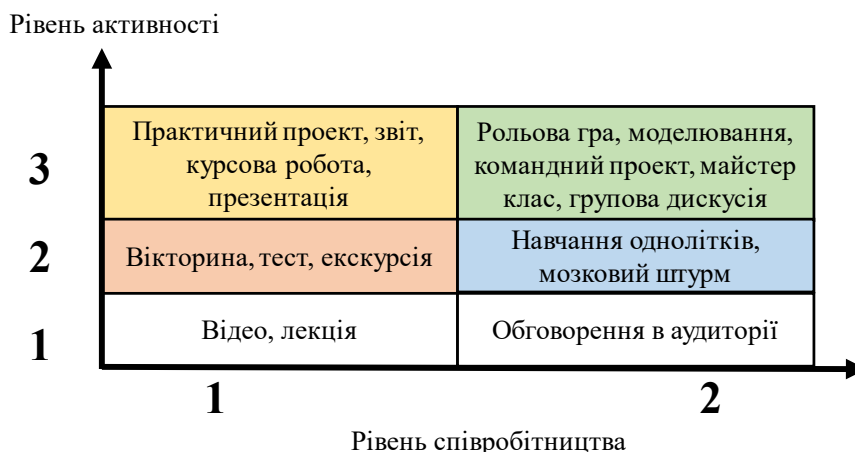 Рівень активності
3
Практичний проект, звіт,
курсова робота,
презентація
Рольова гра, моделювання,
командний проект, майстер
клас, групова дискусія
2
Вікторина, тест, екскурсія
Навчання однолітків,
мозковий штурм
1
Відео, лекція
Обговорення в аудиторії
1
2
Рівень співробітництва